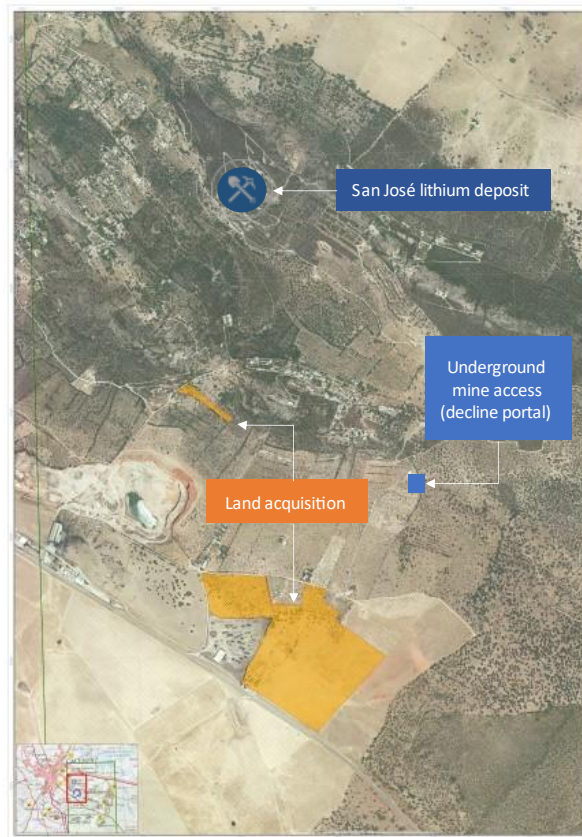 San José lithium deposit
Underground
mine access
(decline portal)
Land acquisition